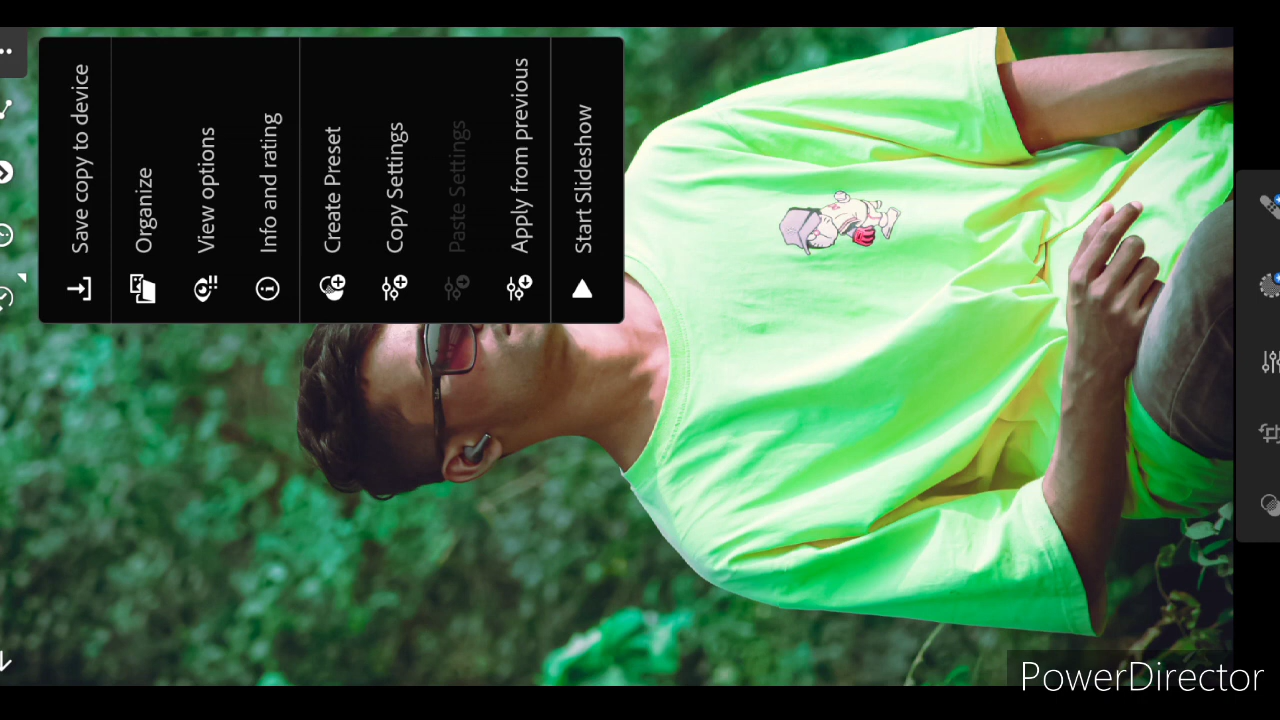 Save copy to device
Organize
View options
Info and rating
Create Preset
Copy Settings
Paste Settings
Apply from previous
Start Slideshow
PowerDirector